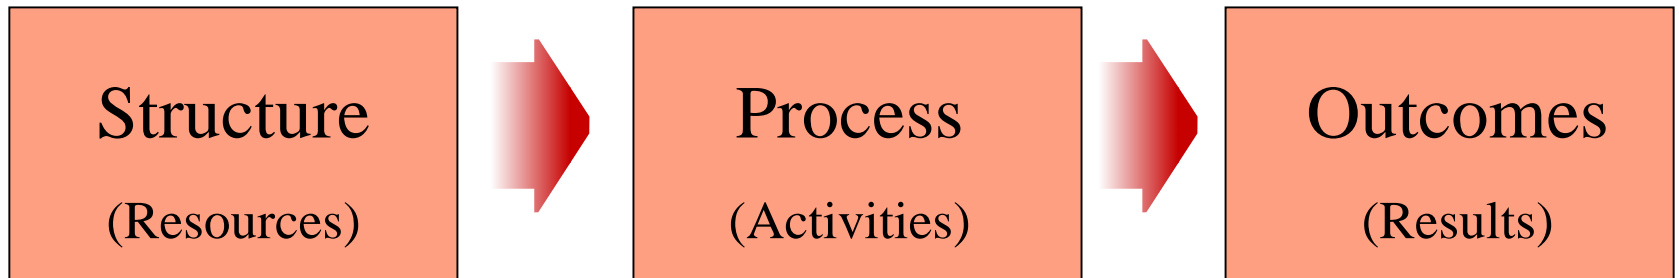 Structure
(Resources)
Process
(Activities)
Outcomes
(Results)